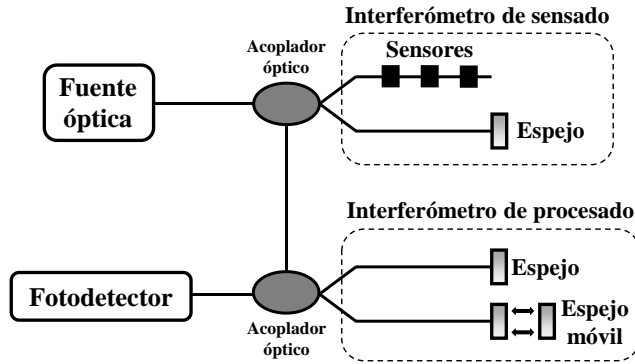 Interferómetro de sensado
Acoplador
óptico
Sensores
Fuente
óptica
Espejo
Interferómetro de procesado
Espejo
Fotodetector
Espejo
móvil
Acoplador
óptico